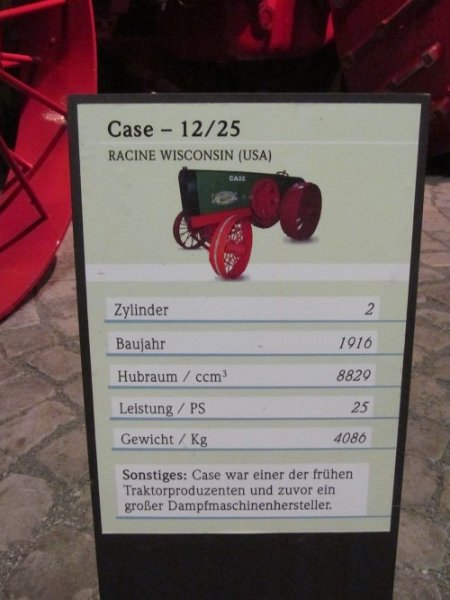 Case – 12/25
RACINE WISCONSIN (USA)
CASE
Zylinder 2
Baujahr 1916
Hubraum / ccm³ 8829
Leistung / PS 25
Gewicht / Kg 4086
Sonstiges: Case war einer der frühen
Traktorproduzenten und zuvor ein
großer Dampfmaschinenhersteller.